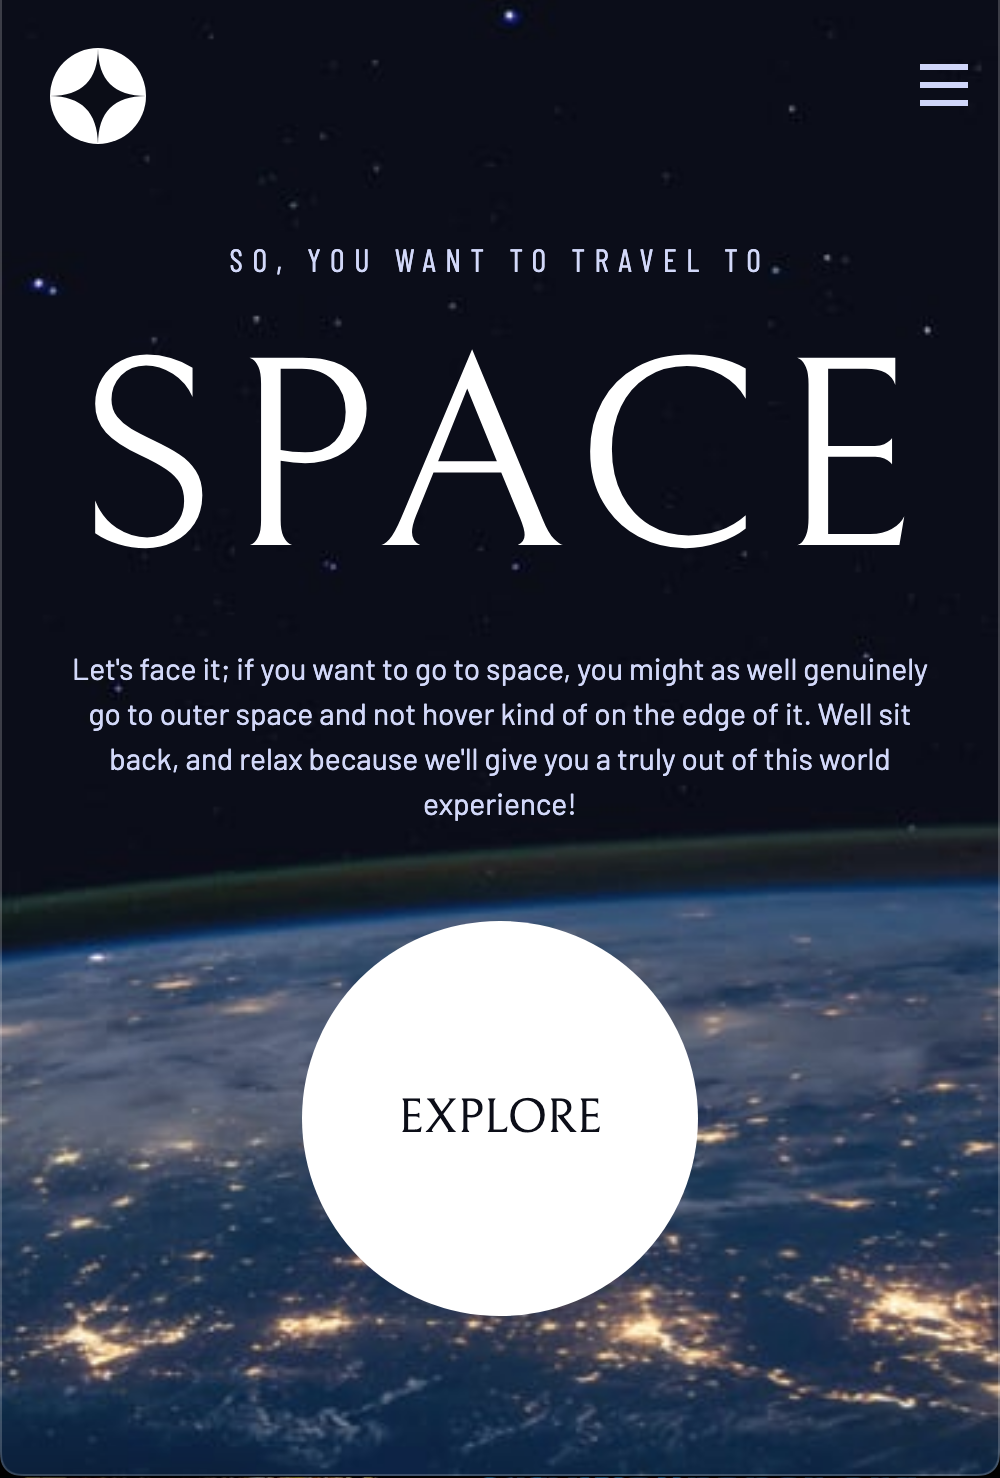 SO, YOU WANT TO TRAVEL TO
SPACE
Let's face it; if you want to go to space, you might as well genuinely
go to outer space and not hover kind of on the edge of it. Well sit
back, and relax because we'll give you a truly out of this world
experience!
EXPLORE